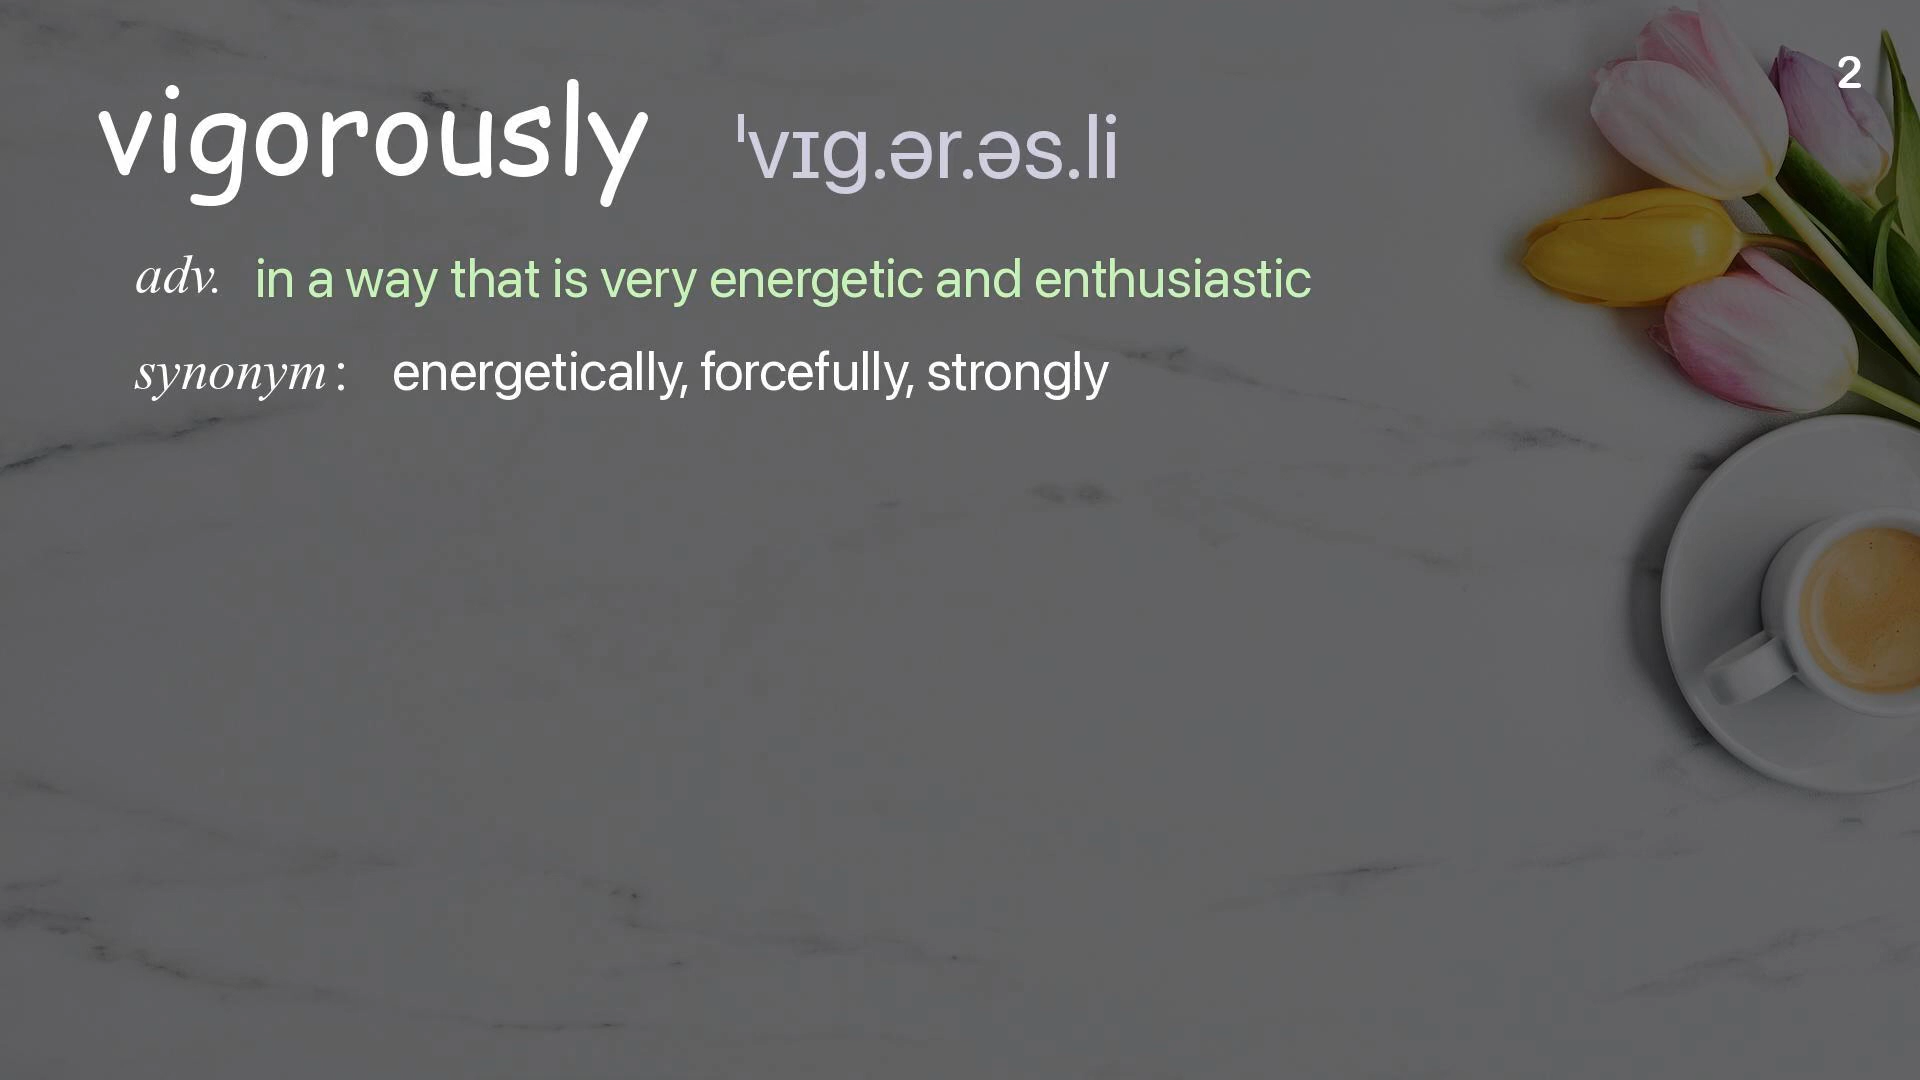 2
vigorously ˈvɪg.ər.əs.li
adv. in a way that is very energetic and enthusiastic
synonym : energetically, forcefully, strongly